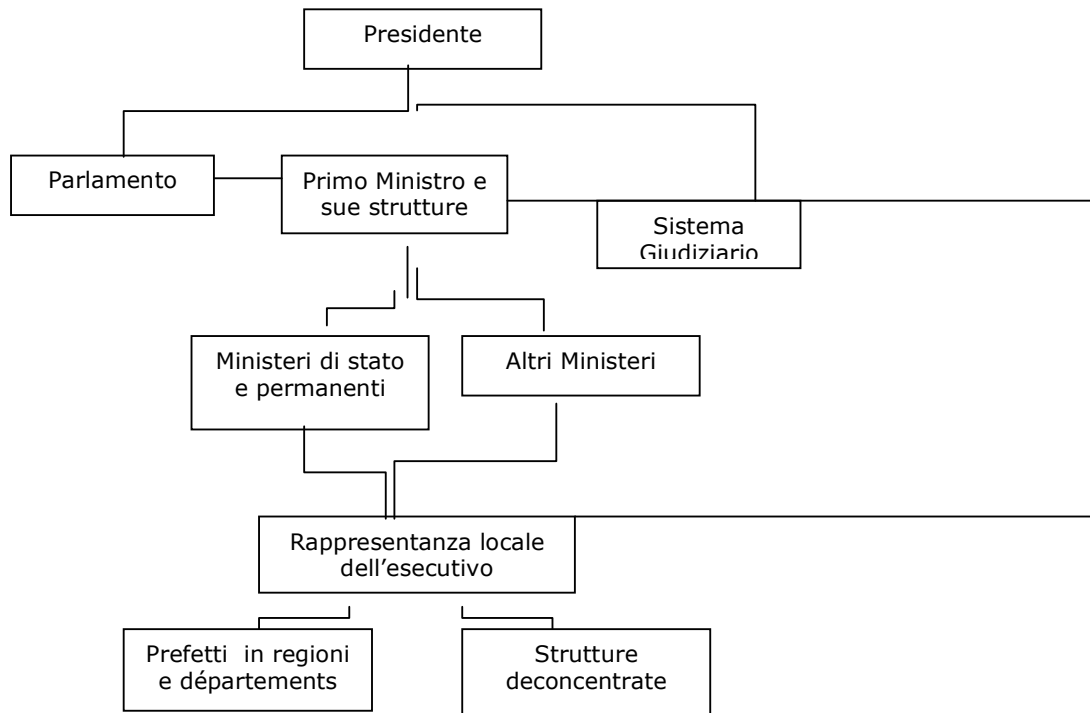 Presidente
Parlamento
Primo Ministro e
sue strutture
Sistema
Giudiziario
Ministeri di stato
e permanenti
Altri Ministeri
Rappresentanza locale
dell’esecutivo
Prefetti in regioni
e départements
Strutture
deconcentrate